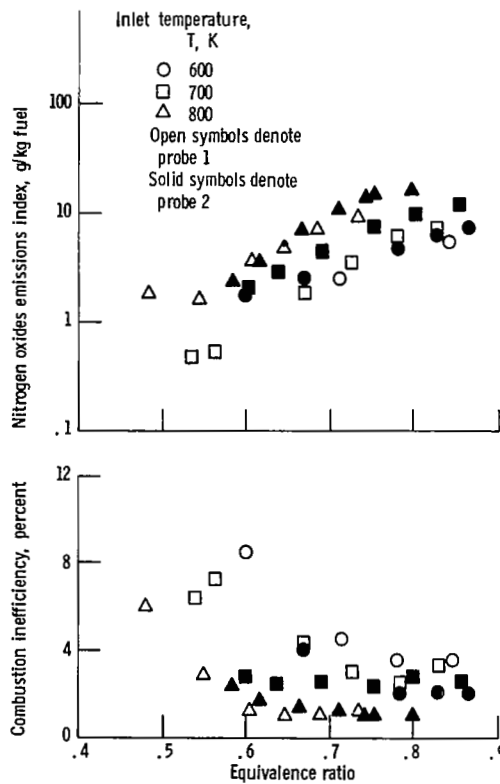 Inlet temperature,
T, K
600
700
800
Open symbols denote
probe 1
Solid symbols denote
probe 2
Nitrogen oxides emissions index, g/kg fuel
100
10
1
.1
Combustion inefficiency, percent
12
8
4
0
.4
.5
.6
.7
.8
.9
Equivalence ratio